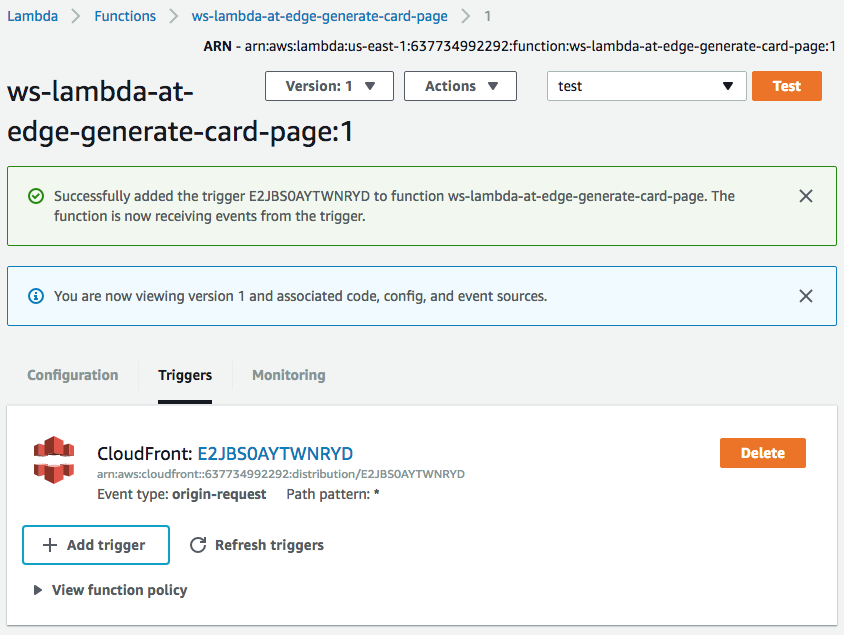 Lambda > Functions > ws-lambda-at-edge-generate-card-page > 1
ARN - arn:aws:lambda:us-east-1:637734992292:function:ws-lambda-at-edge-generate-card-page:1
ws-lambda-at-
edge-generate-card-page:1
Version: 1 Actions test Test
Successfully added the trigger E2JBS0AYTWNRYD to function ws-lambda-at-edge-generate-card-page. The
function is now receiving events from the trigger.
You are now viewing version 1 and associated code, config, and event sources.
Configuration Triggers Monitoring
CloudFront: E2JBS0AYTWNRYD
Delete
arn:aws:cloudfront::637734992292:distribution/E2JBS0AYTWNRYD
Event type: origin-request Path pattern: *
Add trigger Refresh triggers
View function policy